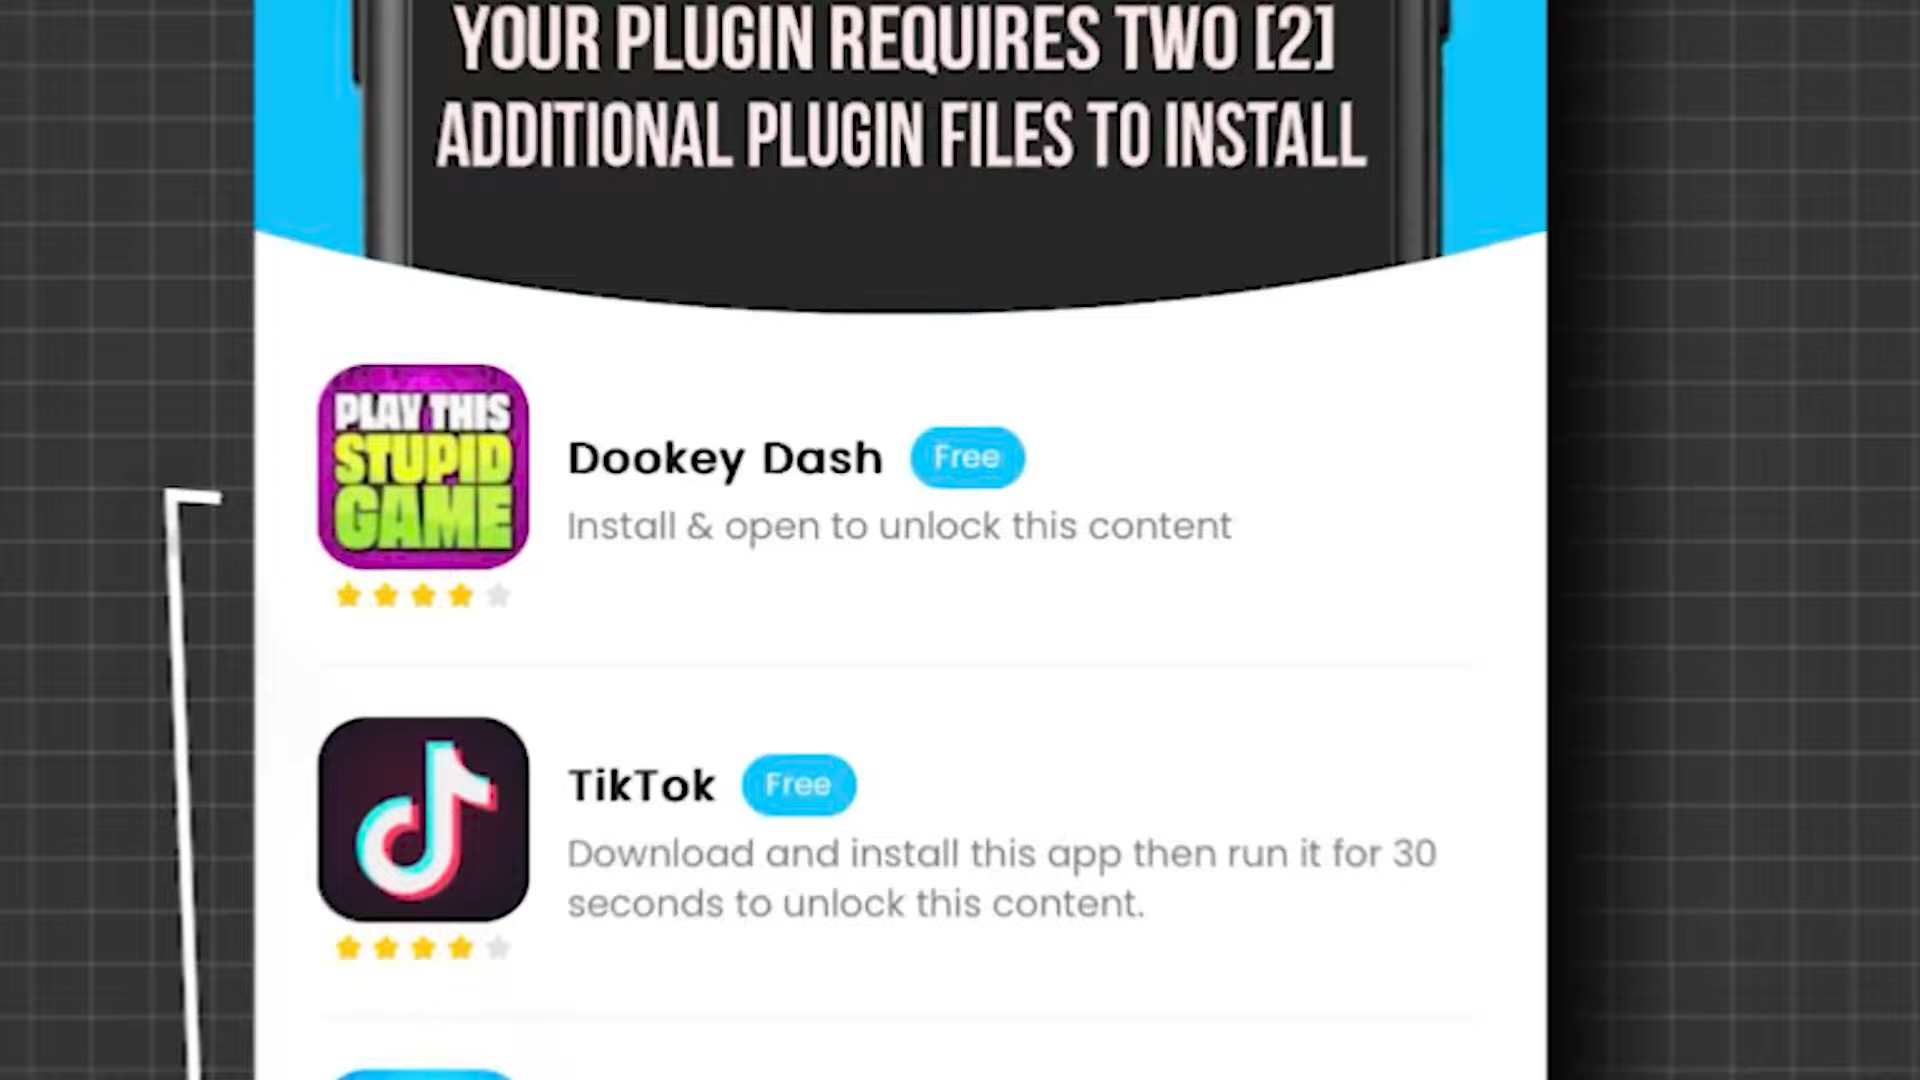 YOUR PLUGIN REQUIRES TWO [2]
ADDITIONAL PLUGIN FILES TO INSTALL
PLAY THIS
STUPID
GAME
Dookey Dash Free
Install & open to unlock this content
TikTok Free
Download and install this app then run it for 30
seconds to unlock this content.